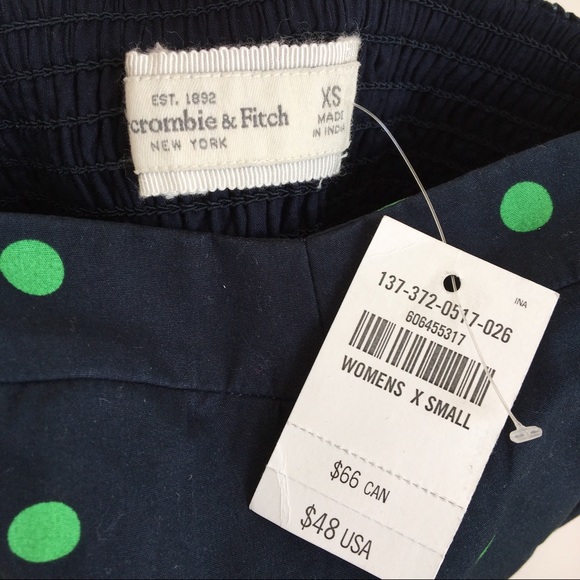 EST. 1892
crombie & Fitch
NEW YORK
XS
MADE
IN INDIA
INA
137-372-0517-026
606455317
WOMENS X SMALL
$66 CAN
$48 USA